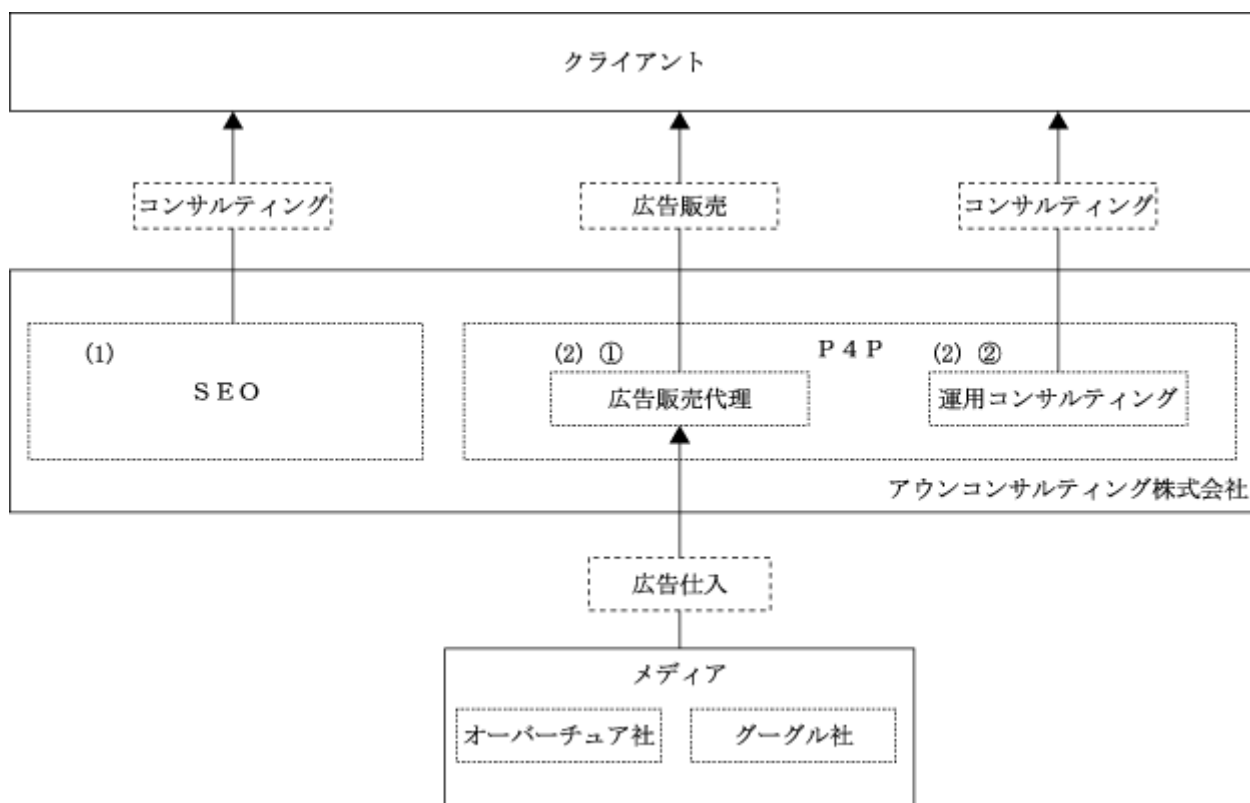 クライアント
コンサルティング
広告販売
コンサルティング
(1)
ＳＥＯ
(2) ①
Ｐ４Ｐ
(2) ②
広告販売代理
運用コンサルティング
アウンコンサルティング株式会社
広告仕入
メディア
オーバーチュア社
グーグル社